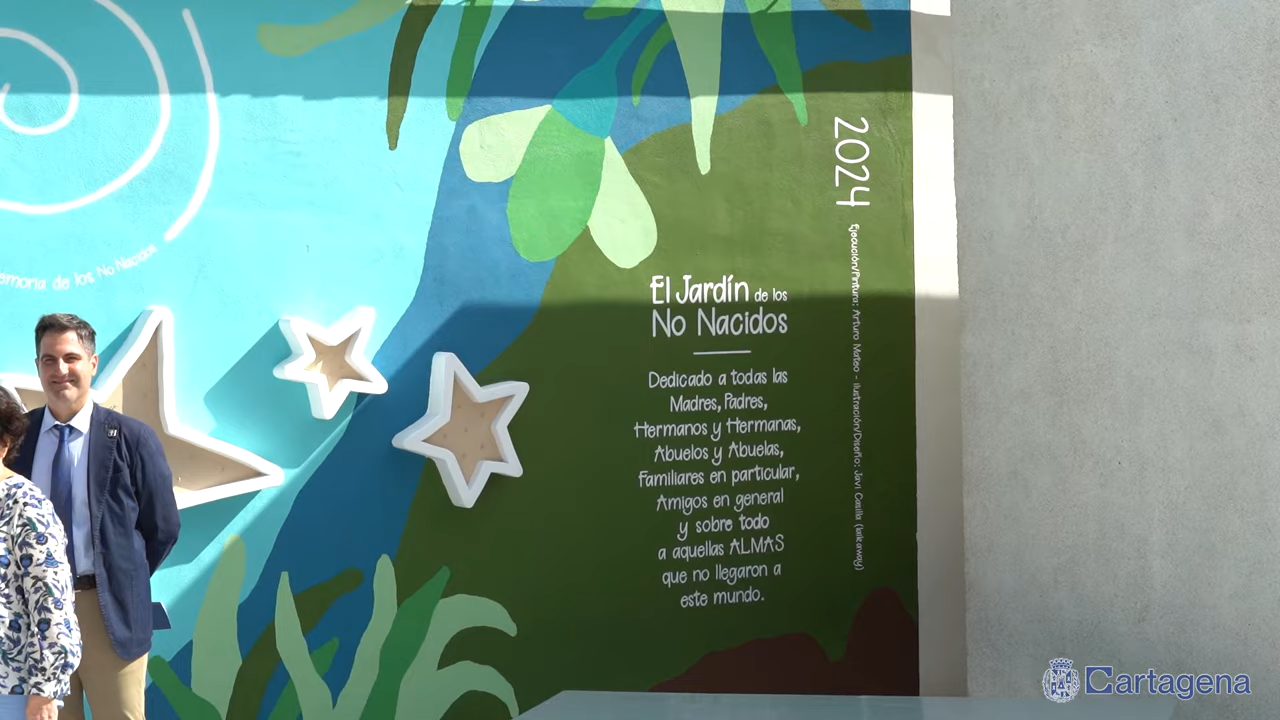 memoria de los No Nacidos
El Jardín de los
No Nacidos
Dedicado a todas las
Madres, Padres,
Hermanos y Hermanas,
Abuelos y Abuelas,
Familiares en particular,
Amigos en general
y sobre todo
a aquellas ALMAS
que no llegaron a
este mundo.
2024
Ejecución/Pintura: Arturo Mateo - Ilustración/Diseño: Javi Casilla (laikaway)
Cartagena